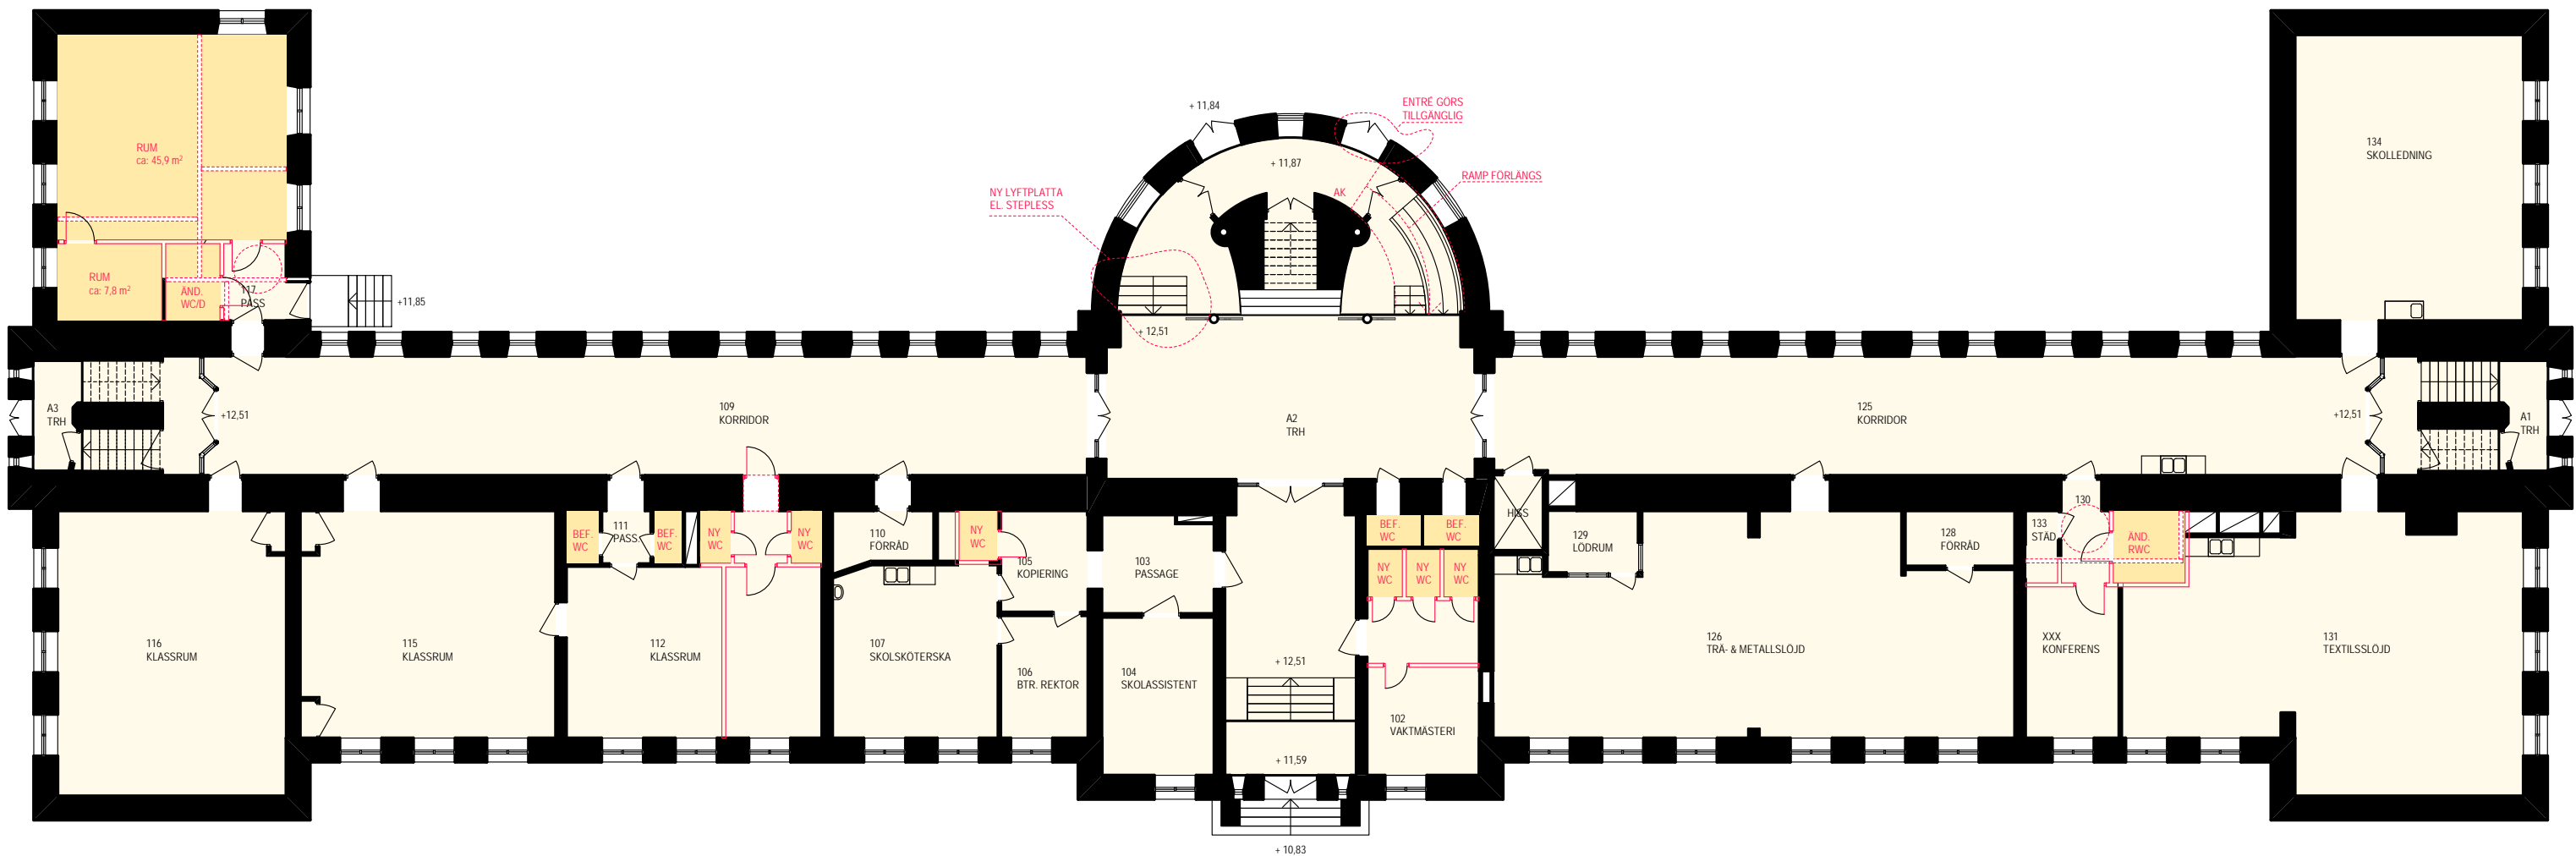 + 11,84
ENTRÉ GÖRS
TILLGÄNGLIG
RUM
ca: 45,9 m²
134
SKOLLEDNING
+ 11,87
NY LYFTPLATTA
EL. STEPLESS
AK
RAMP FÖRLÄNGS
RUM
ca: 7,8 m²
ÄND.
WC/D
117
PASS
+11,85
+ 12,51
A3
TRH
+12,51
109
KORRIDOR
A2
TRH
125
KORRIDOR
+12,51
A1
TRH
BEF.
WC
111
PASS
BEF.
WC
NY
WC
NY
WC
110
FÖRRÅD
NY
WC
105
KOPIERING
103
PASSAGE
BEF.
WC
BEF.
WC
NY
WC
NY
WC
NY
WC
HISS
129
LÖDRUM
128
FÖRRÅD
130
133
STÄD
ÄND.
RWC
116
KLASSRUM
115
KLASSRUM
112
KLASSRUM
107
SKOLSKÖTERSKA
106
BTR. REKTOR
104
SKOLASSISTENT
+ 12,51
102
VAKTMÄSTERI
126
TRÄ- & METALLSLÖJD
XXX
KONFERENS
131
TEXTILSSLÖJD
+ 11,59
+ 10,83